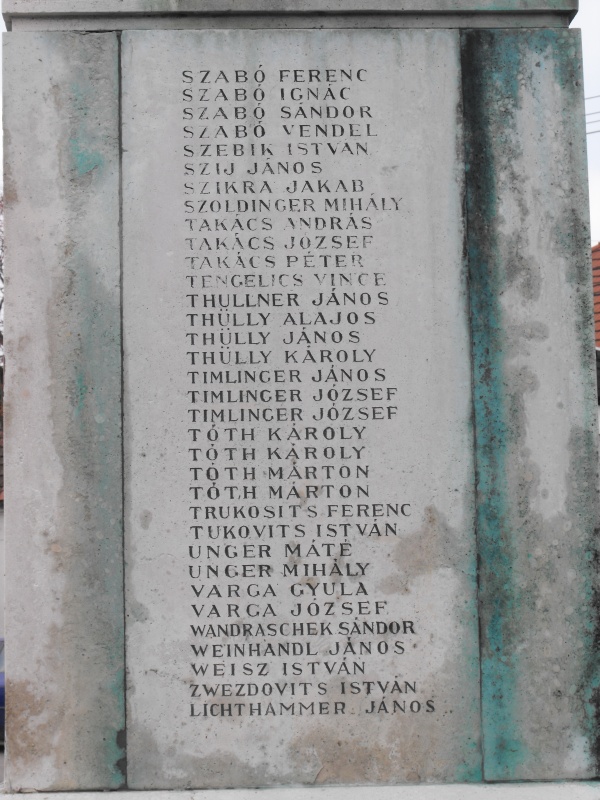 SZABÓ FERENC
SZABÓ IGNÁC
SZABÓ SÁNDOR
SZABÓ VENDEL
SZEBIK ISTVÁN
SZIJ JÁNOS
SZIKRA JAKAB
SZOLDINGER MIHÁLY
TAKÁCS ANDRÁS
TAKÁCS JÓZSEF
TAKÁCS PÉTER
TENGELICS VINCE
THULLNER JÁNOS
THÜLLY ALAJOS
THÜLLY JÁNOS
THÜLLY KÁROLY
TIMLINGER JÁNOS
TIMLINGER JÓZSEF
TIMLINGER JÓZSEF
TÓTH KÁROLY
TÓTH KÁROLY
TÓTH MÁRTON
TÓTH MÁRTON
TRUKOSITS FERENC
TUKOVITS ISTVÁN
UNGER MÁTÉ
UNGER MIHÁLY
VARGA GYULA
VARGA JÓZSEF
WANDRASCHEK SÁNDOR
WEINHANDL JÁNOS
WEISZ ISTVÁN
ZWEZDOVITS ISTVÁN
LICHTHAMMER JÁNOS